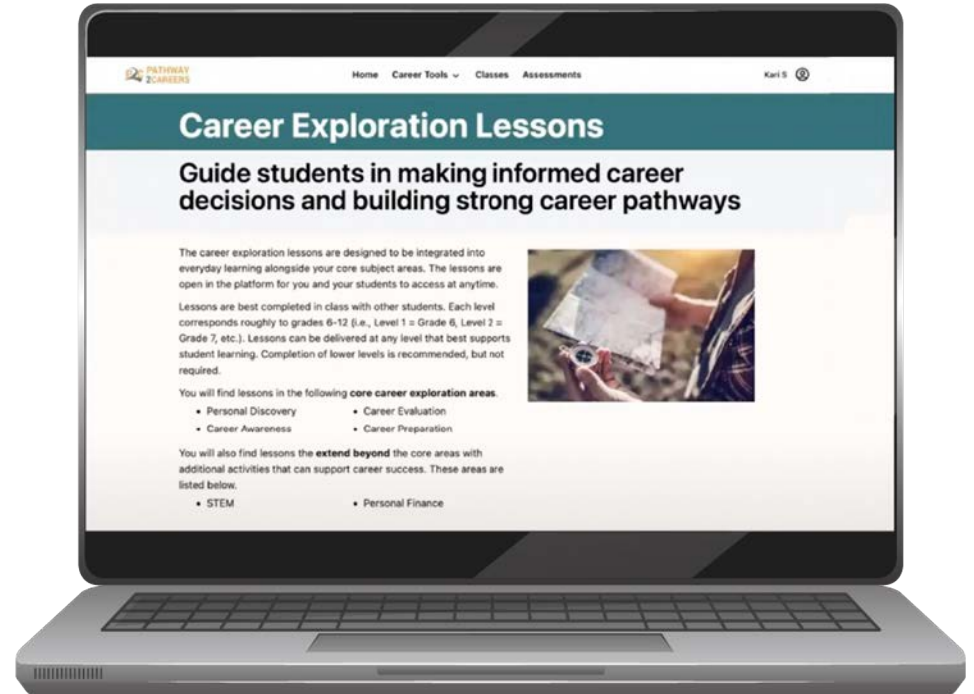 PATHWAY
2CAREERS
Home Career Tools Classes Assessments
Kari S
Career Exploration Lessons
Guide students in making informed career
decisions and building strong career pathways
The career exploration lessons are designed to be integrated into
everyday learning alongside your core subject areas. The lessons are
open in the platform for you and your students to access at anytime.
Lessons are best completed in class with other students. Each level
corresponds roughly to grades 6-12 (i.e., Level 1 = Grade 6, Level 2 =
Grade 7, etc.). Lessons can be delivered at any level that best supports
student learning. Completion of lower levels is recommended, but not
required.
You will find lessons in the following core career exploration areas.
• Personal Discovery
• Career Awareness
• Career Evaluation
• Career Preparation
You will also find lessons the extend beyond the core areas with
additional activities that can support career success. These areas are
listed below.
• STEM
• Personal Finance